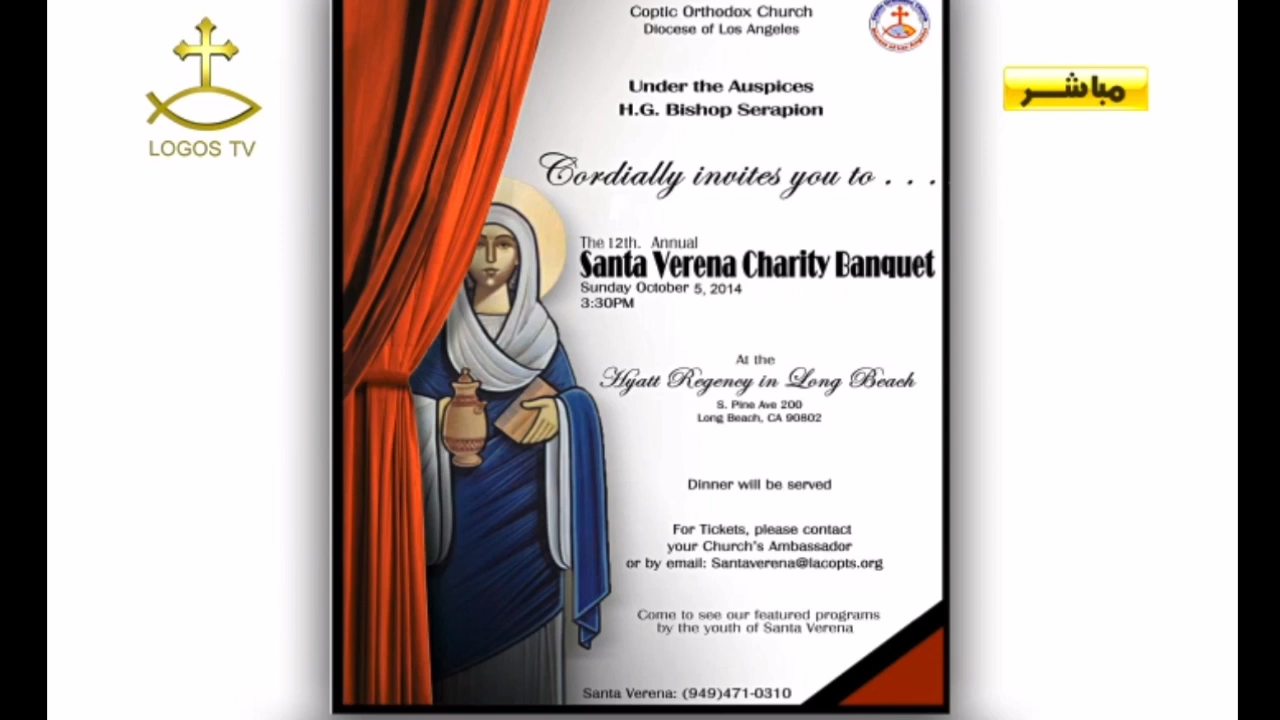 LOGOS TV
مباشر
Coptic Orthodox Church
Diocese of Los Angeles
Under the Auspices
H.G. Bishop Serapion
Cordially invites you to . . .
The 12th. Annual
Santa Verena Charity Banquet
Sunday October 5, 2014
3:30PM
At the
Hyatt Regency in Long Beach
S. Pine Ave 200
Long Beach, CA 90802
Dinner will be served
For Tickets, please contact
your Church's Ambassador
or by email: Santaverena@lacopts.org
Come to see our featured programs
by the youth of Santa Verena
Santa Verena: (949)471-0310